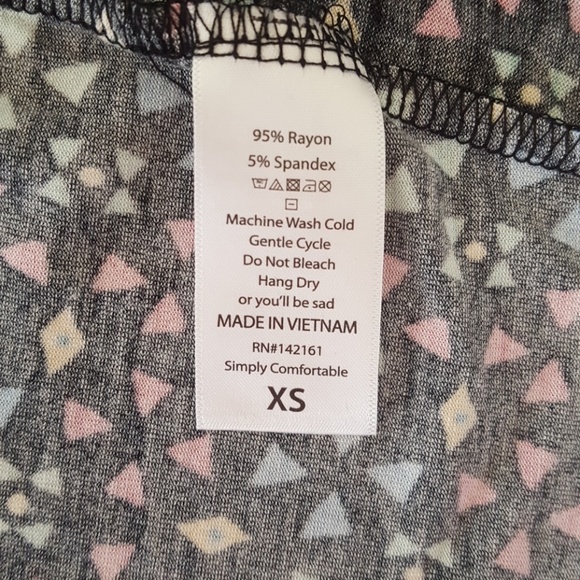 95% Rayon
5% Spandex
Machine Wash Cold
Gentle Cycle
Do Not Bleach
Hang Dry
or you'll be sad
MADE IN VIETNAM
RN#142161
Simply Comfortable
XS